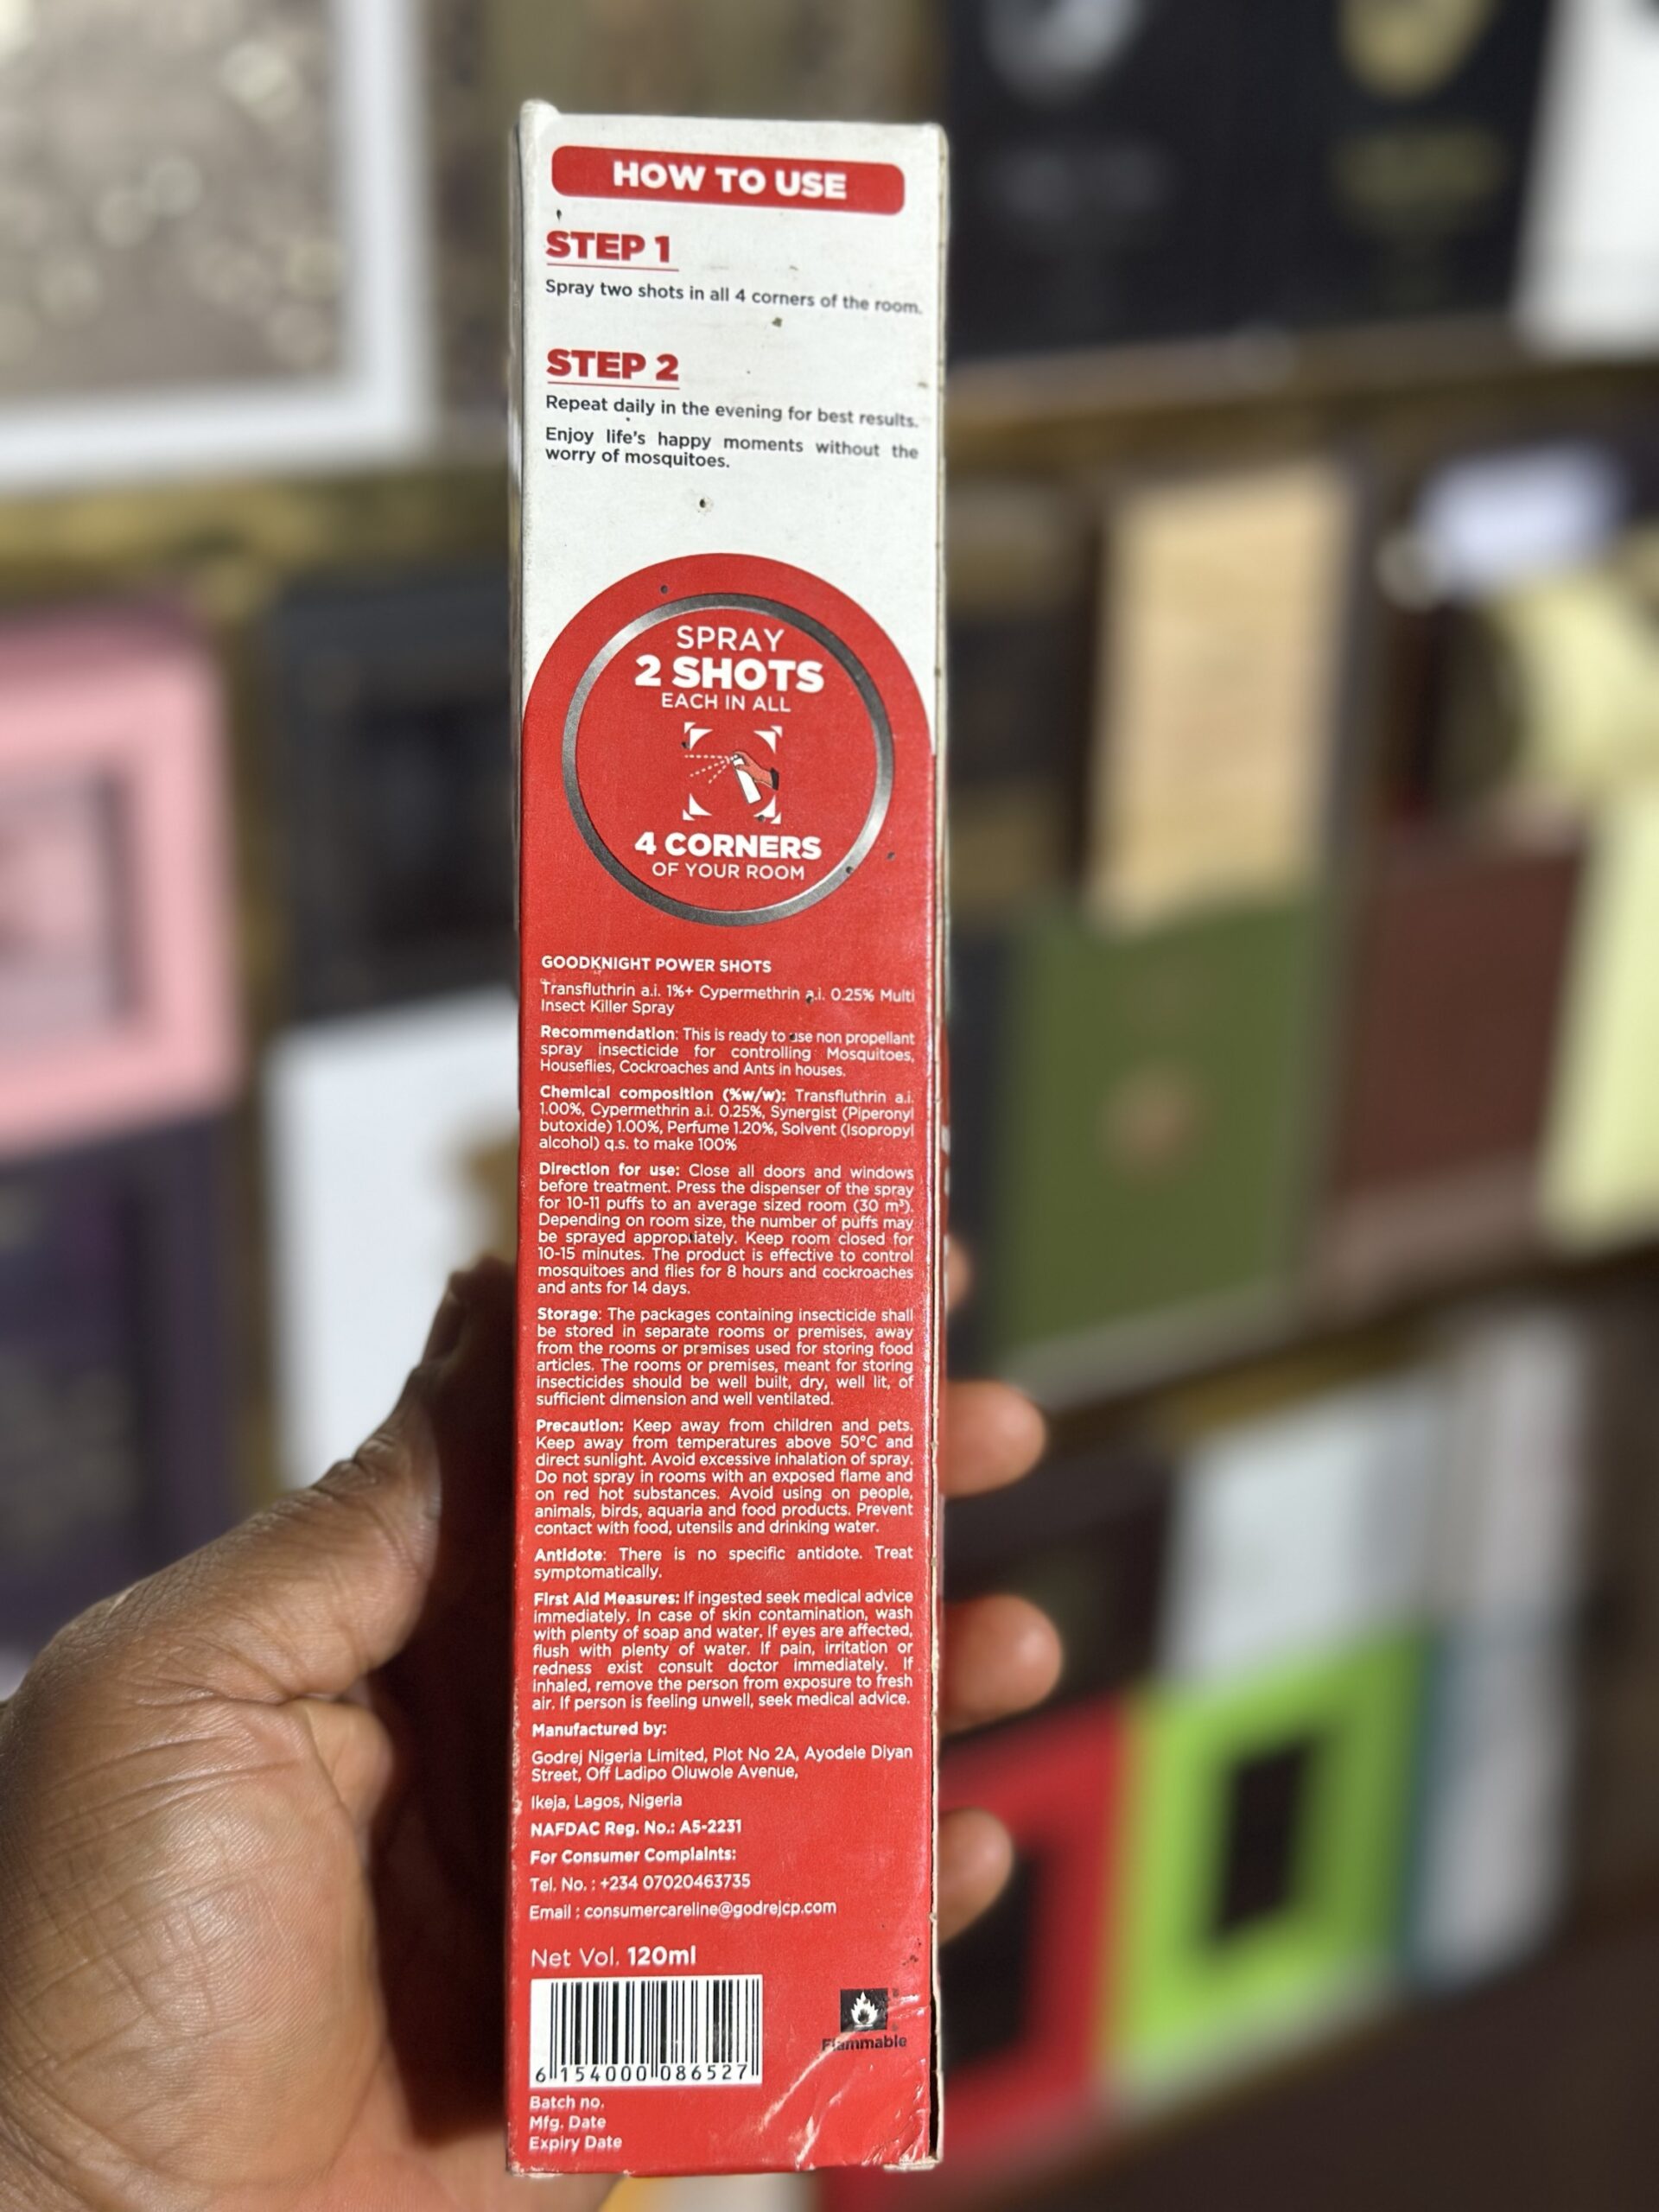 HOW TO USE
STEP 1
Spray two shots in all 4 corners of the room.
STEP 2
Repeat daily in the evening for best results.
Enjoy life's happy moments without the
worry of mosquitoes.
SPRAY
2 SHOTS
EACH IN ALL
4 CORNERS
OF YOUR ROOM
GOODKNIGHT POWER SHOTS
Transfluthrin a.i. 1%+ Cypermethrin a.i. 0.25% Multi
Insect Killer Spray
Recommendation: This is ready to use non propellant
spray insecticide for controlling Mosquitoes,
Houseflies, Cockroaches and Ants in houses.
Chemical composition (%w/w): Transfluthrin a.i.
1.00%, Cypermethrin a.i. 0.25%, Synergist (Piperonyl
butoxide) 1.00%, Perfume 1.20%, Solvent (Isopropyl
alcohol) q.s. to make 100%
Direction for use: Close all doors and windows
before treatment. Press the dispenser of the spray
for 10-11 puffs to an average sized room (30 m³).
Depending on room size, the number of puffs may
be sprayed appropriately. Keep room closed for
10-15 minutes. The product is effective to control
mosquitoes and flies for 8 hours and cockroaches
and ants for 14 days.
Storage: The packages containing insecticide shall
be stored in separate rooms or premises, away
from the rooms or premises used for storing food
articles. The rooms or premises, meant for storing
insecticides should be well built, dry, well lit, of
sufficient dimension and well ventilated.
Precaution: Keep away from children and pets.
Keep away from temperatures above 50°C and
direct sunlight. Avoid excessive inhalation of spray.
Do not spray in rooms with an exposed flame and
on red hot substances. Avoid using on people,
animals, birds, aquaria and food products. Prevent
contact with food, utensils and drinking water.
Antidote: There is no specific antidote. Treat
symptomatically.
First Aid Measures: If ingested seek medical advice
immediately. In case of skin contamination, wash
with plenty of soap and water. If eyes are affected,
flush with plenty of water. If pain, irritation or
redness exist consult doctor immediately. If
inhaled, remove the person from exposure to fresh
air. If person is feeling unwell, seek medical advice.
Manufactured by:
Godrej Nigeria Limited, Plot No 2A, Ayodele Diyan
Street, Off Ladipo Oluwole Avenue,
Ikeja, Lagos, Nigeria
NAFDAC Reg. No.: A5-2231
For Consumer Complaints:
Tel. No. : +234 07020463735
Email : consumercareline@godrejcp.com
Net Vol. 120ml
6 154000 086527
Flammable
Batch no.
Mfg. Date
Expiry Date